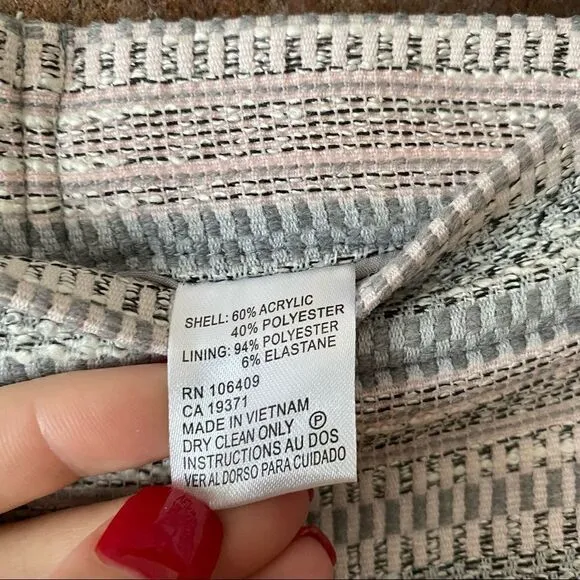 SHELL: 60% ACRYLIC
40% POLYESTER
LINING: 94% POLYESTER
6% ELASTANE
RN 106409
CA 19371
MADE IN VIETNAM
DRY CLEAN ONLY Ⓟ
INSTRUCTIONS AU DOS
VER AL DORSO PARA CUIDADO